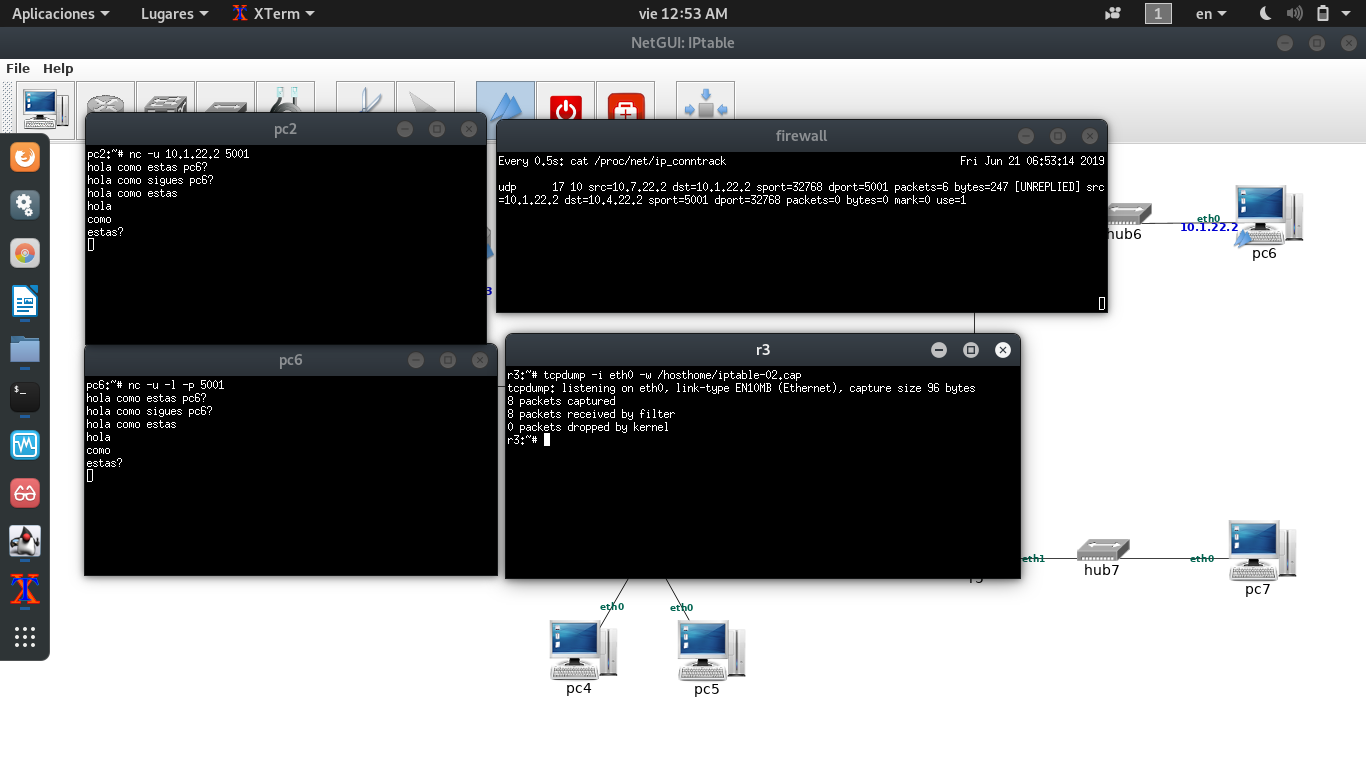 Aplicaciones
Lugares
XTerm
vie 12:53 AM
1
en
NetGUI: IPtable
File
Help
pc2
pc2:~# nc -u 10.1.22.2 5001
hola como estas pc6?
hola como sigues pc6?
hola como estas
hola
como
estas?
firewall
Every 0.5s: cat /proc/net/ip_conntrack
Fri Jun 21 06:53:14 2019
udp 17 10 src=10.7.22.2 dst=10.1.22.2 sport=32768 dport=5001 packets=6 bytes=247 [UNREPLIED] src
=10.1.22.2 dst=10.4.22.2 sport=5001 dport=32768 packets=0 bytes=0 mark=0 use=1
hub6
eth0
10.1.22.2
pc6
3
pc6
pc6:~# nc -u -l -p 5001
hola como estas pc6?
hola como sigues pc6?
hola como estas
hola
como
estas?
r3
r3:~# tcpdump -i eth0 -w /hosthome/iptable-02.cap
tcpdump: listening on eth0, link-type EN10MB (Ethernet), capture size 96 bytes
8 packets captured
8 packets received by filter
0 packets dropped by kernel
r3:~#
eth1
hub7
eth0
pc7
eth0
eth0
pc4
pc5